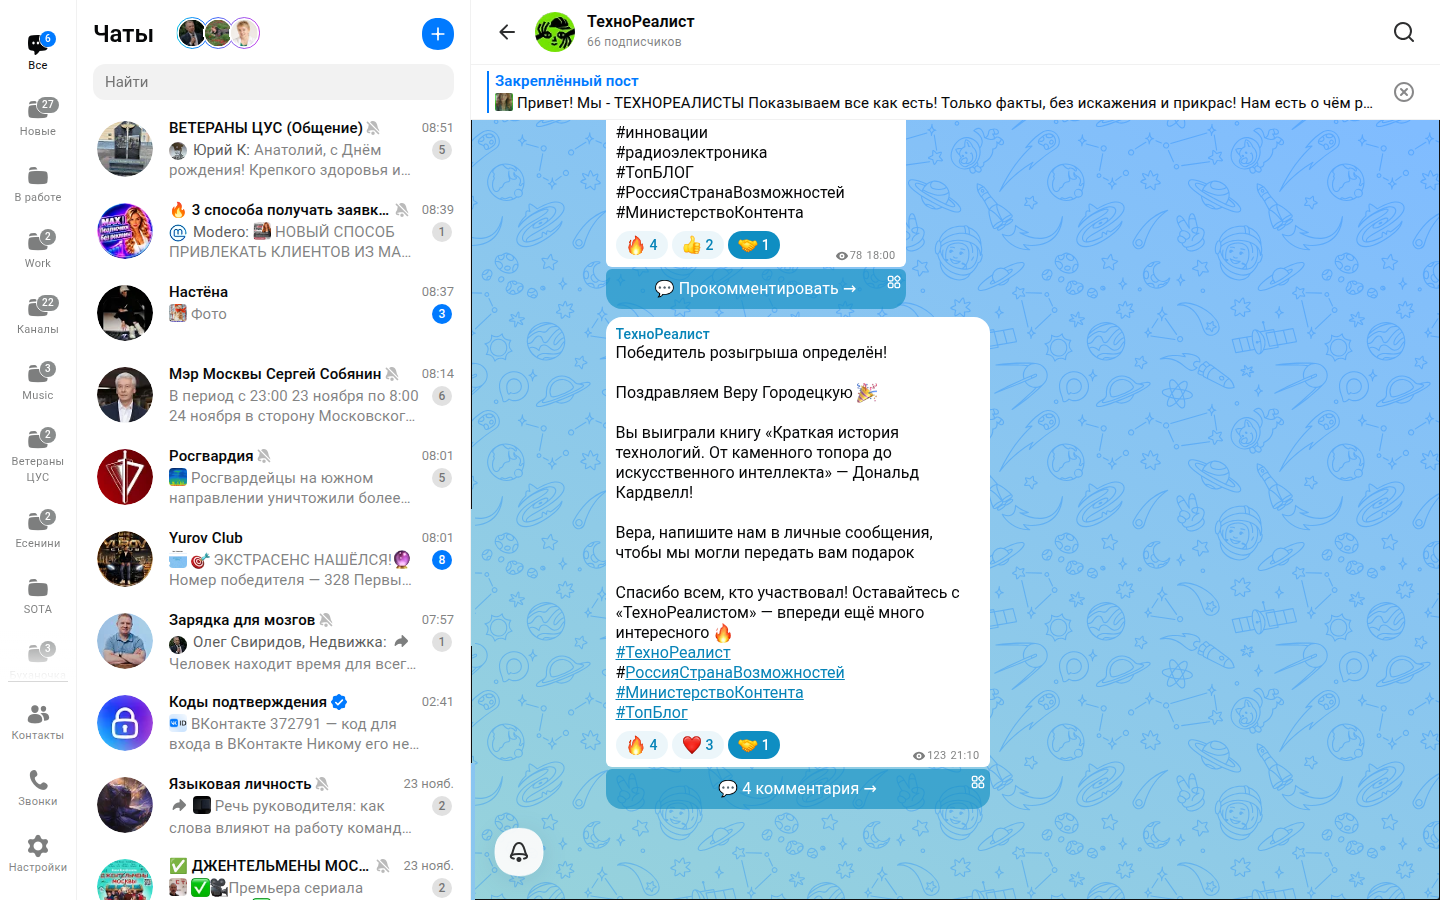 6
Все
27
Новые
В работе
2
Work
22
Каналы
3
Music
2
Ветераны
ЦУС
2
Есенини
SOTA
3
Контакты
Звонки
Настройки
Чаты
Найти
ВЕТЕРАНЫ ЦУС (Общение) 08:51
Юрий К: Анатолий, с Днём 5
рождения! Крепкого здоровья и...
🔥 3 способа получать заявк... 08:39
Modero: НОВЫЙ СПОСОБ 1
ПРИВЛЕКАТЬ КЛИЕНТОВ ИЗ МА...
Настёна 08:37
Фото 3
Мэр Москвы Сергей Собянин 08:14
В период с 23:00 23 ноября по 8:00 6
24 ноября в сторону Московског...
Росгвардия 08:01
Росгвардейцы на южном 5
направлении уничтожили более...
Yurov Club 08:01
🎯 ЭКСТРАСЕНС НАШЁЛСЯ!🔮 8
Номер победителя — 328 Первы...
Зарядка для мозгов 07:57
Олег Свиридов, Недвижка: 1
Человек находит время для всег...
Коды подтверждения 02:41
ВКонтакте 372791 — код для
входа в ВКонтакте Никому его не...
Языковая личность 23 нояб.
Речь руководителя: как 2
слова влияют на работу команд...
✅ ДЖЕНТЕЛЬМЕНЫ МОС... 23 нояб.
✅🎥Премьера сериала 2
ТехноРеалист
66 подписчиков
Закреплённый пост
Привет! Мы - ТЕХНОРЕАЛИСТЫ Показываем все как есть! Только факты, без искажения и прикрас! Нам есть о чём р...
#инновации
#радиоэлектроника
#ТопБЛОГ
#РоссияСтранаВозможностей
#МинистерствоКонтента
🔥 4 👍 2 🤝 1
78 18:00
💬 Прокомментировать →
ТехноРеалист
Победитель розыгрыша определён!
Поздравляем Веру Городецкую 🎉
Вы выиграли книгу «Краткая история
технологий. От каменного топора до
искусственного интеллекта» — Дональд
Кардвелл!
Вера, напишите нам в личные сообщения,
чтобы мы могли передать вам подарок
Спасибо всем, кто участвовал! Оставайтесь с
«ТехноРеалистом» — впереди ещё много
интересного 🔥
#ТехноРеалист
#РоссияСтранаВозможностей
#МинистерствоКонтента
#ТопБлог
🔥 4 ❤️ 3 🤝 1
123 21:10
💬 4 комментария →